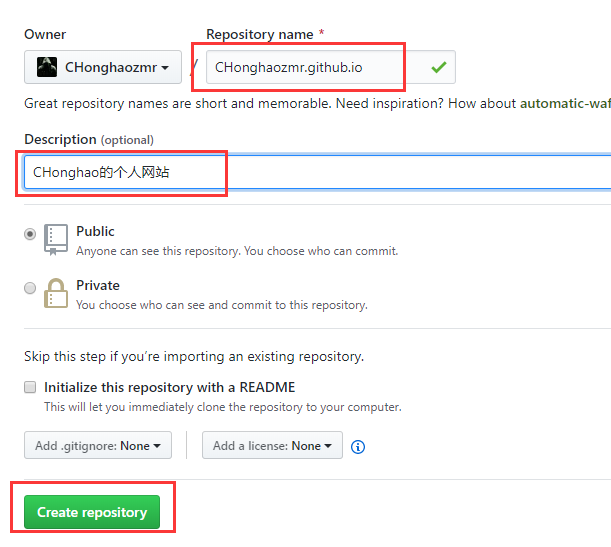 Owner Repository name *
CHonghaozmr / CHonghaozmr.github.io
Great repository names are short and memorable. Need inspiration? How about automatic-waf
Description (optional)
CHonghao的个人网站
Public
Anyone can see this repository. You choose who can commit.
Private
You choose who can see and commit to this repository.
Skip this step if you’re importing an existing repository.
Initialize this repository with a README
This will let you immediately clone the repository to your computer.
Add .gitignore: None Add a license: None
Create repository